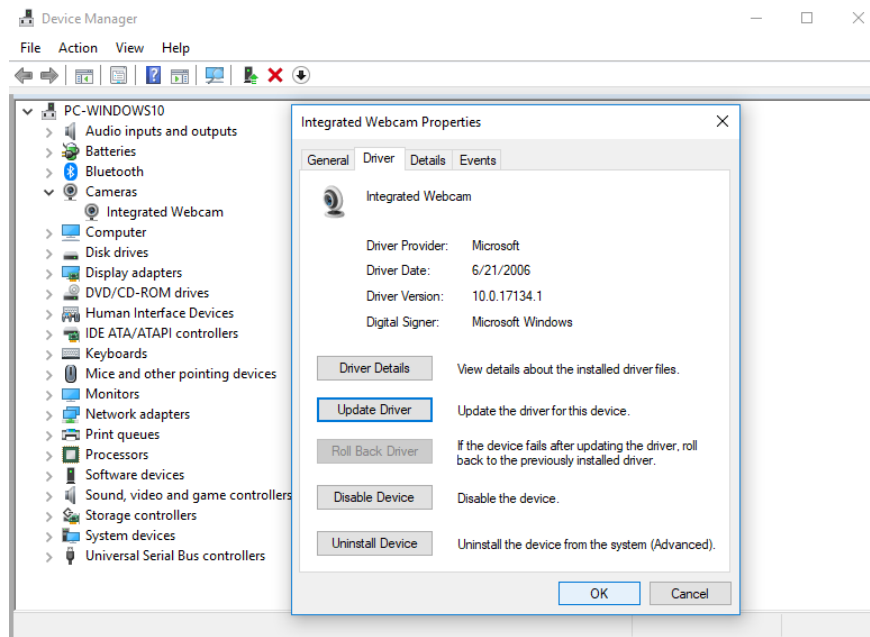 Device Manager
File Action View Help
PC-WINDOWS10
Audio inputs and outputs
Batteries
Bluetooth
Cameras
Integrated Webcam
Computer
Disk drives
Display adapters
DVD/CD-ROM drives
Human Interface Devices
IDE ATA/ATAPI controllers
Keyboards
Mice and other pointing devices
Monitors
Network adapters
Print queues
Processors
Software devices
Sound, video and game controllers
Storage controllers
System devices
Universal Serial Bus controllers
Integrated Webcam Properties
General Driver Details Events
Integrated Webcam
Driver Provider: Microsoft
Driver Date: 6/21/2006
Driver Version: 10.0.17134.1
Digital Signer: Microsoft Windows
Driver Details View details about the installed driver files.
Update Driver Update the driver for this device.
Roll Back Driver If the device fails after updating the driver, roll
back to the previously installed driver.
Disable Device Disable the device.
Uninstall Device Uninstall the device from the system (Advanced).
OK Cancel